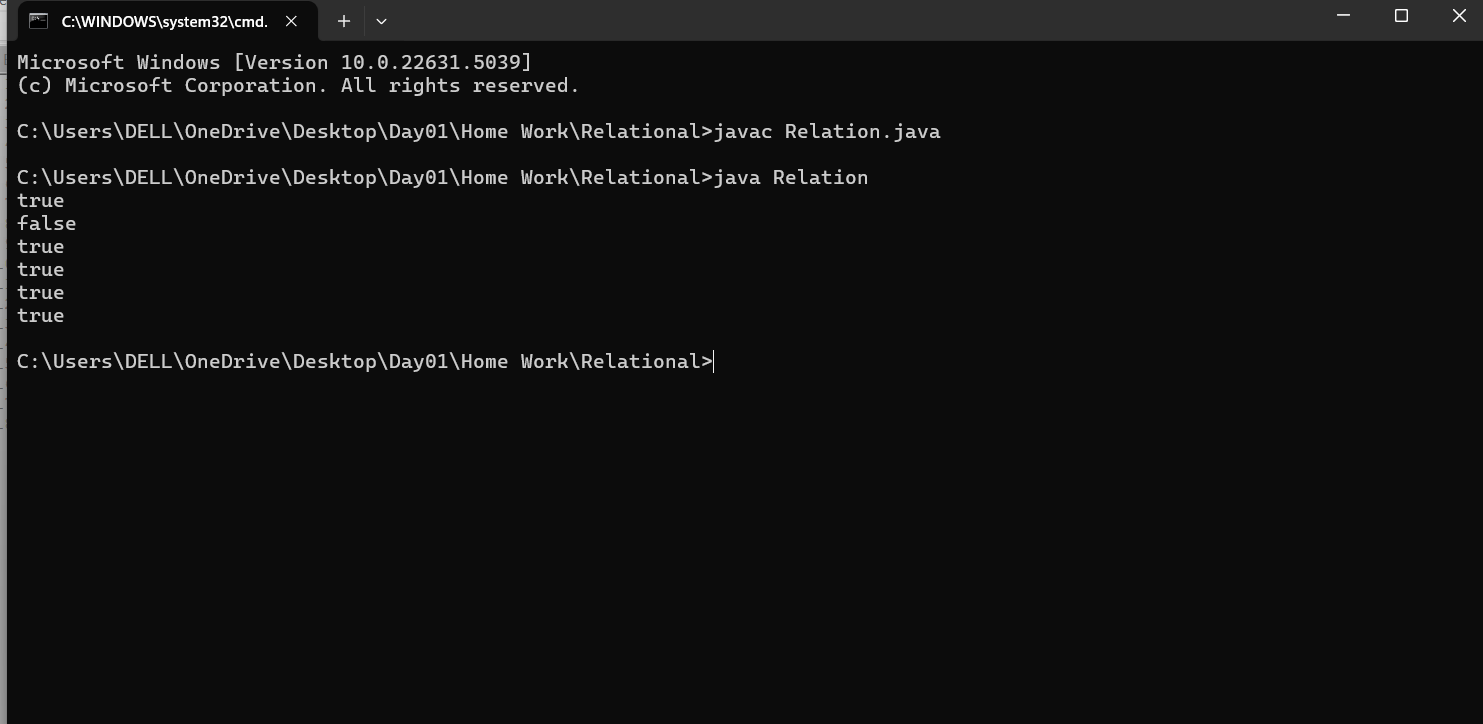 C:\WINDOWS\system32\cmd.
Microsoft Windows [Version 10.0.22631.5039]
(c) Microsoft Corporation. All rights reserved.
C:\Users\DELL\OneDrive\Desktop\Day01\Home Work\Relational>javac Relation.java
C:\Users\DELL\OneDrive\Desktop\Day01\Home Work\Relational>java Relation
true
false
true
true
true
true
C:\Users\DELL\OneDrive\Desktop\Day01\Home Work\Relational>